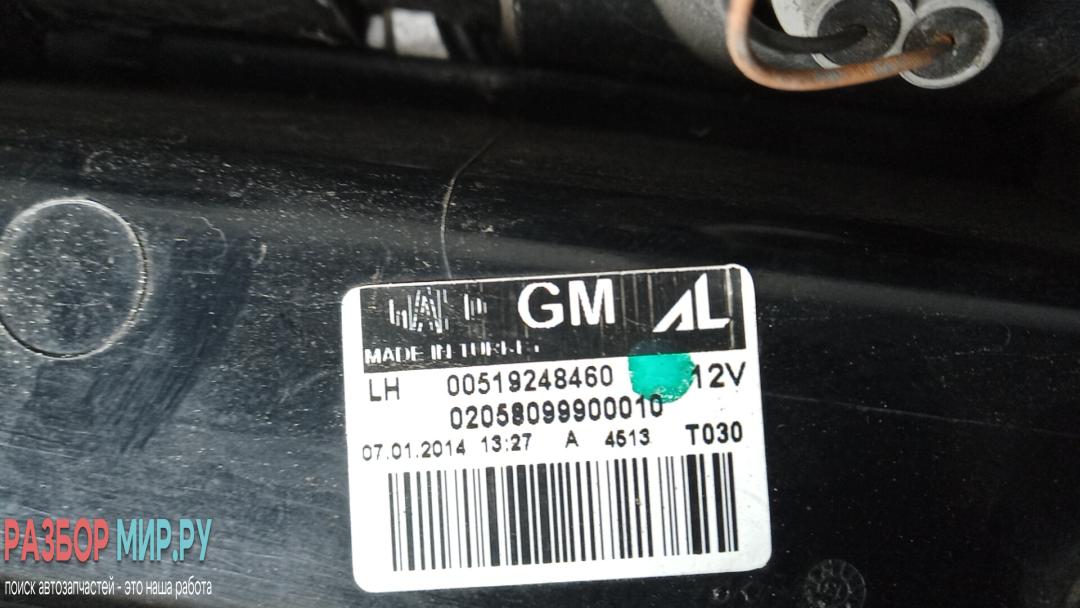 GM AL
MADE IN TURKEY
LH 00519248460 12V
02058099900010
07.01.2014 13:27 A 4513 T030
РАЗБОР МИР.РУ
поиск автозапчастей - это наша работа